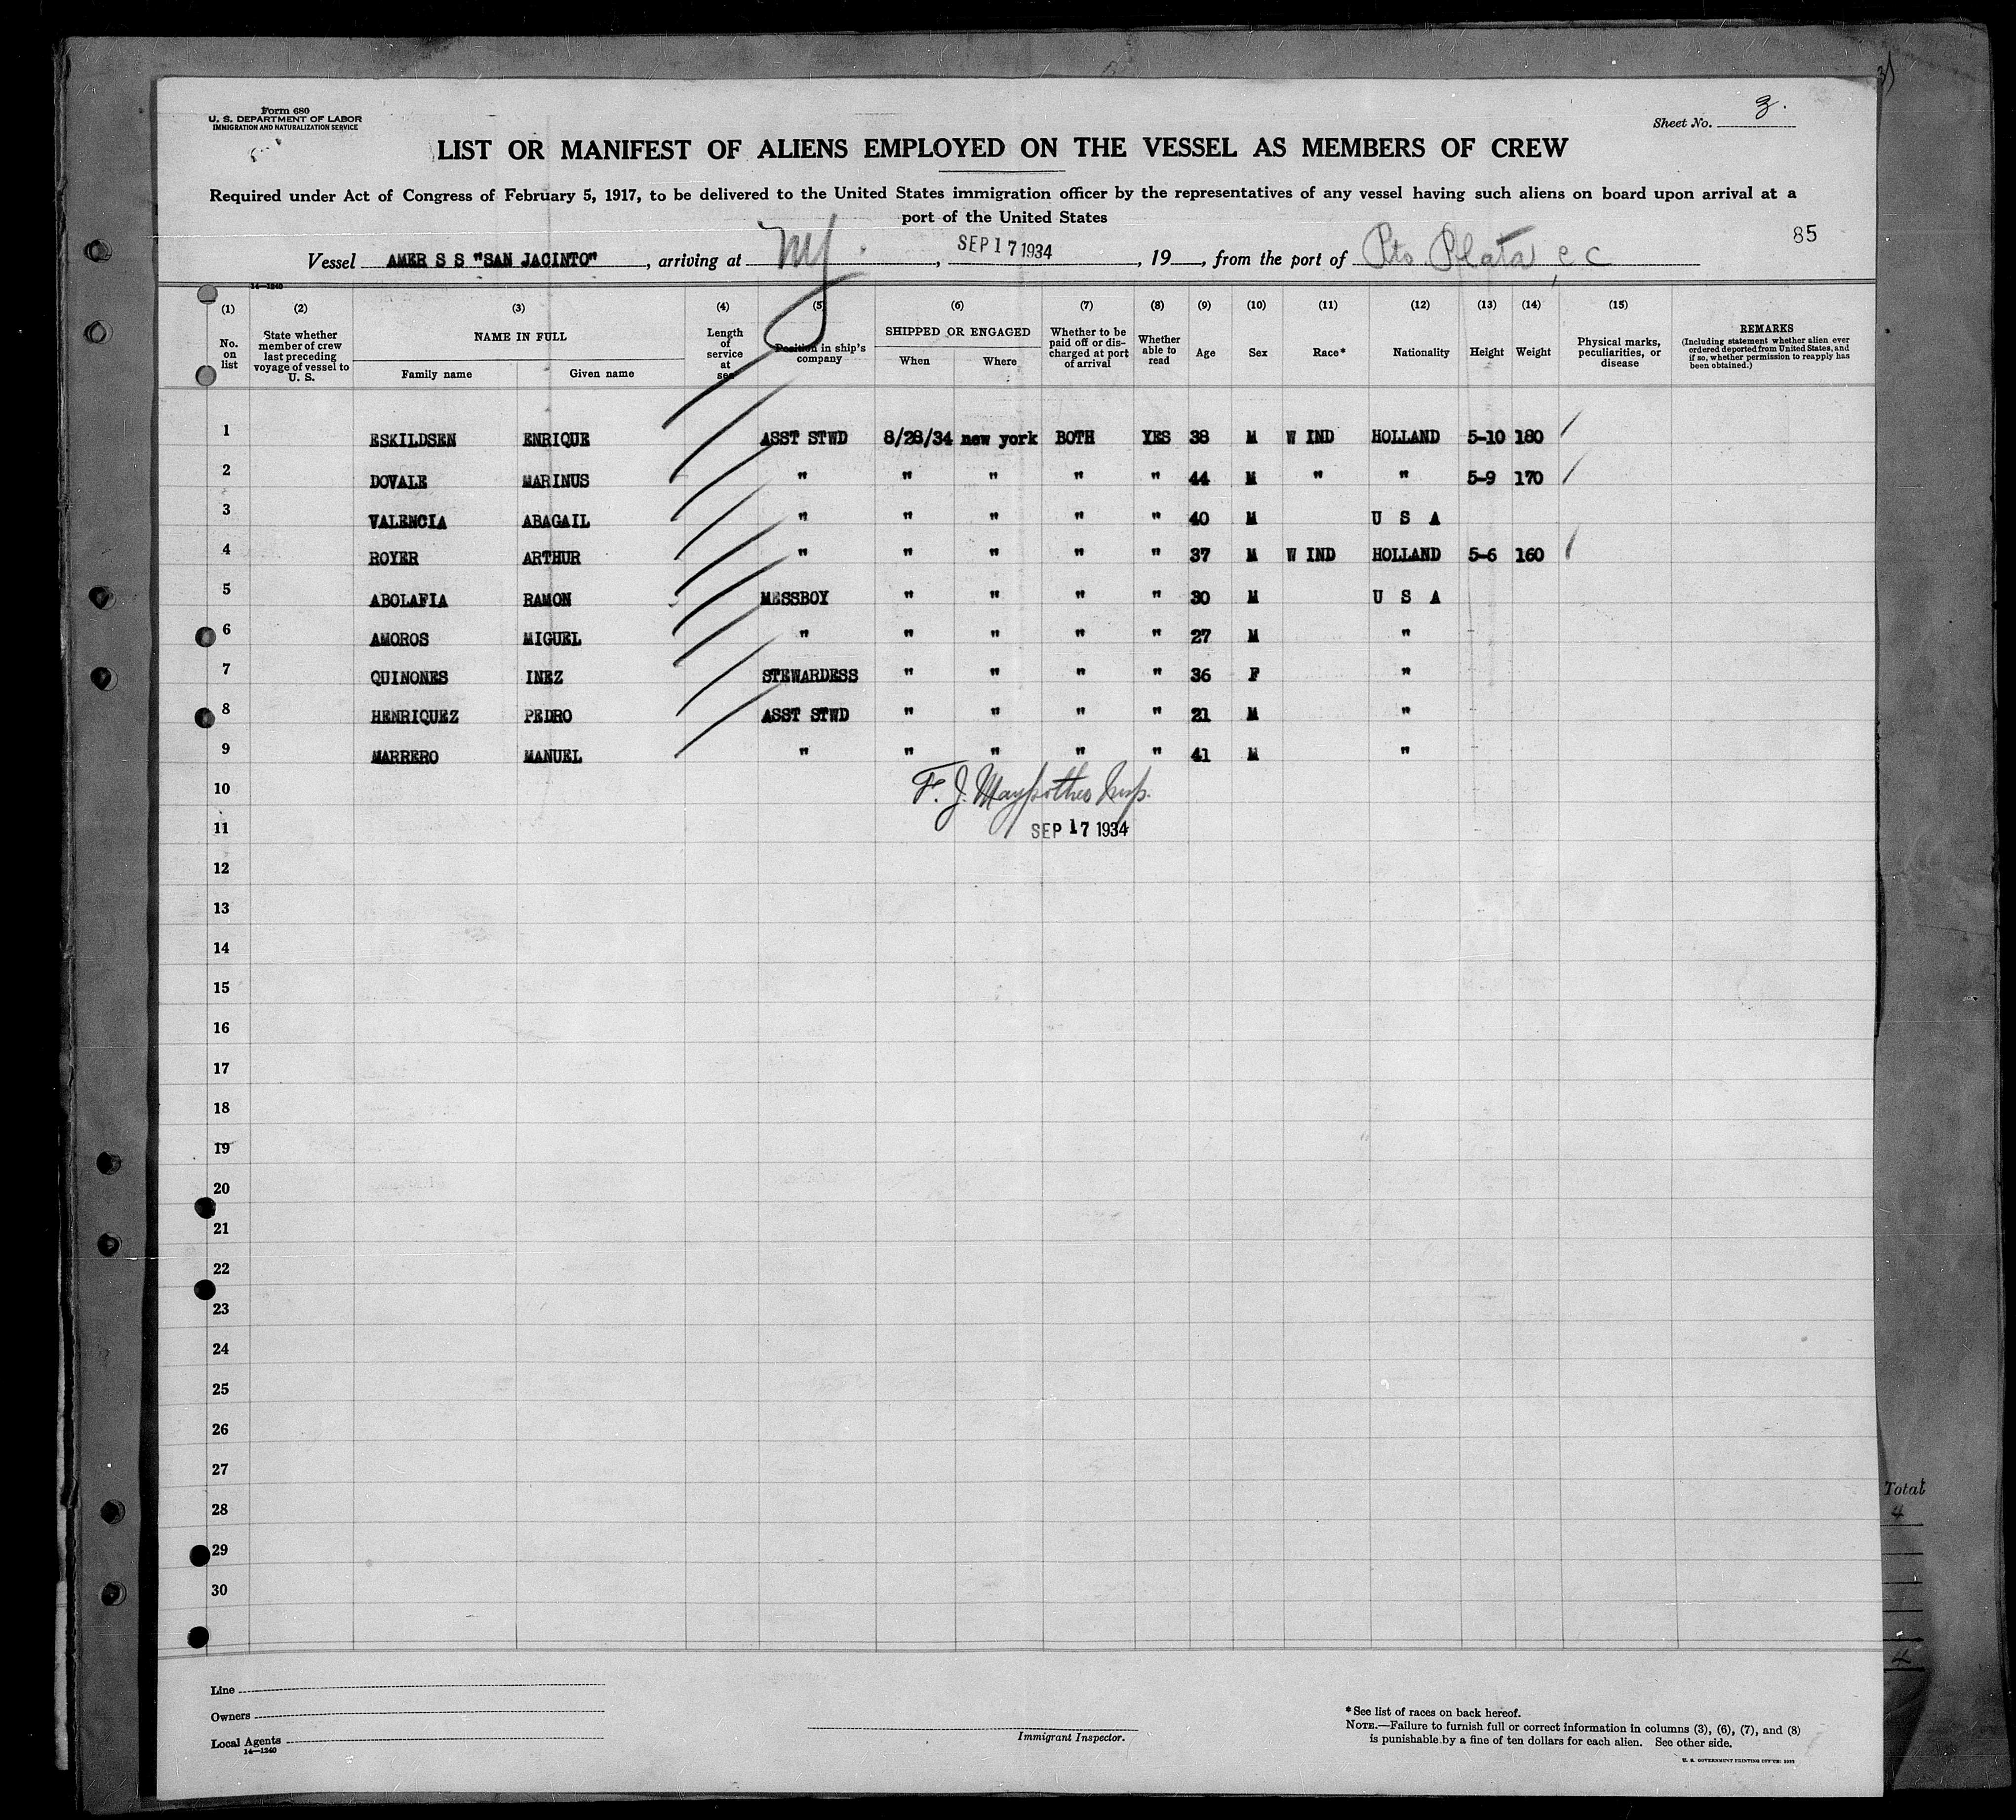 Form 680
U. S. DEPARTMENT OF LABOR
IMMIGRATION AND NATURALIZATION SERVICE
Sheet No. 3.
LIST OR MANIFEST OF ALIENS EMPLOYED ON THE VESSEL AS MEMBERS OF CREW
Required under Act of Congress of February 5, 1917, to be delivered to the United States immigration officer by the representatives of any vessel having such aliens on board upon arrival at a
port of the United States
85
Vessel AMER S S "SAN JACINTO", arriving at NY, SEP 17 1934, 19, from the port of Pto Plata, e c
14—1240
(1) (2) (3) (4) (5) (6) (7) (8) (9) (10) (11) (12) (13) (14) (15)
No. on list
State whether member of crew last preceding voyage of vessel to U. S.
NAME IN FULL
Family name Given name
Length of service at sea
Position in ship's company
SHIPPED OR ENGAGED
When Where
Whether to be paid off or discharged at port of arrival
Whether able to read
Age Sex Race* Nationality Height Weight
Physical marks, peculiarities, or disease
REMARKS
(Including statement whether alien ever ordered deported from United States, and if so, whether permission to reapply has been obtained.)
1 ESKILDSEN ENRIQUE ASST STWD 8/28/34 new york BOTH YES 38 M W IND HOLLAND 5-10 180
2 DOVALE MARINUS " " " " " 44 M " " 5-9 170
3 VALENCIA ABAGAIL " " " " " 40 M U S A
4 ROYER ARTHUR " " " " " 37 M W IND HOLLAND 5-6 160
5 ABOLAFIA RAMON MESSBOY " " " " 30 M U S A
6 AMOROS MIGUEL " " " " " 27 M "
7 QUINONES INEZ STEWARDESS " " " " 36 F "
8 HENRIQUEZ PEDRO ASST STWD " " " " 21 M "
9 MARRERO MANUEL " " " " " 41 M "
10 F. J. Insp.
11 SEP 17 1934
12
13
14
15
16
17
18
19
20
21
22
23
24
25
26
27
28
29
30
Total
4
Line
Owners
Local Agents
14—1240
Immigrant Inspector.
*See list of races on back hereof.
NOTE.—Failure to furnish full or correct information in columns (3), (6), (7), and (8)
is punishable by a fine of ten dollars for each alien. See other side.